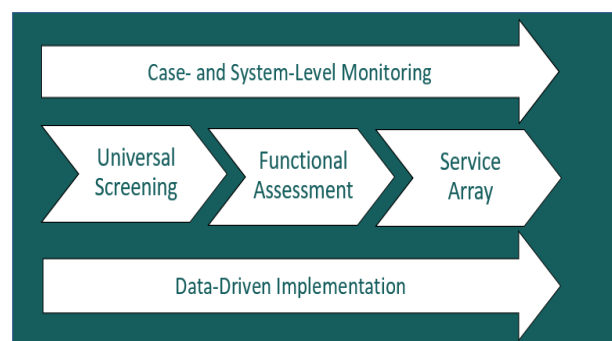 Case- and System-Level Monitoring
Universal
Screening
Functional
Assessment
Service
Array
Data-Driven Implementation